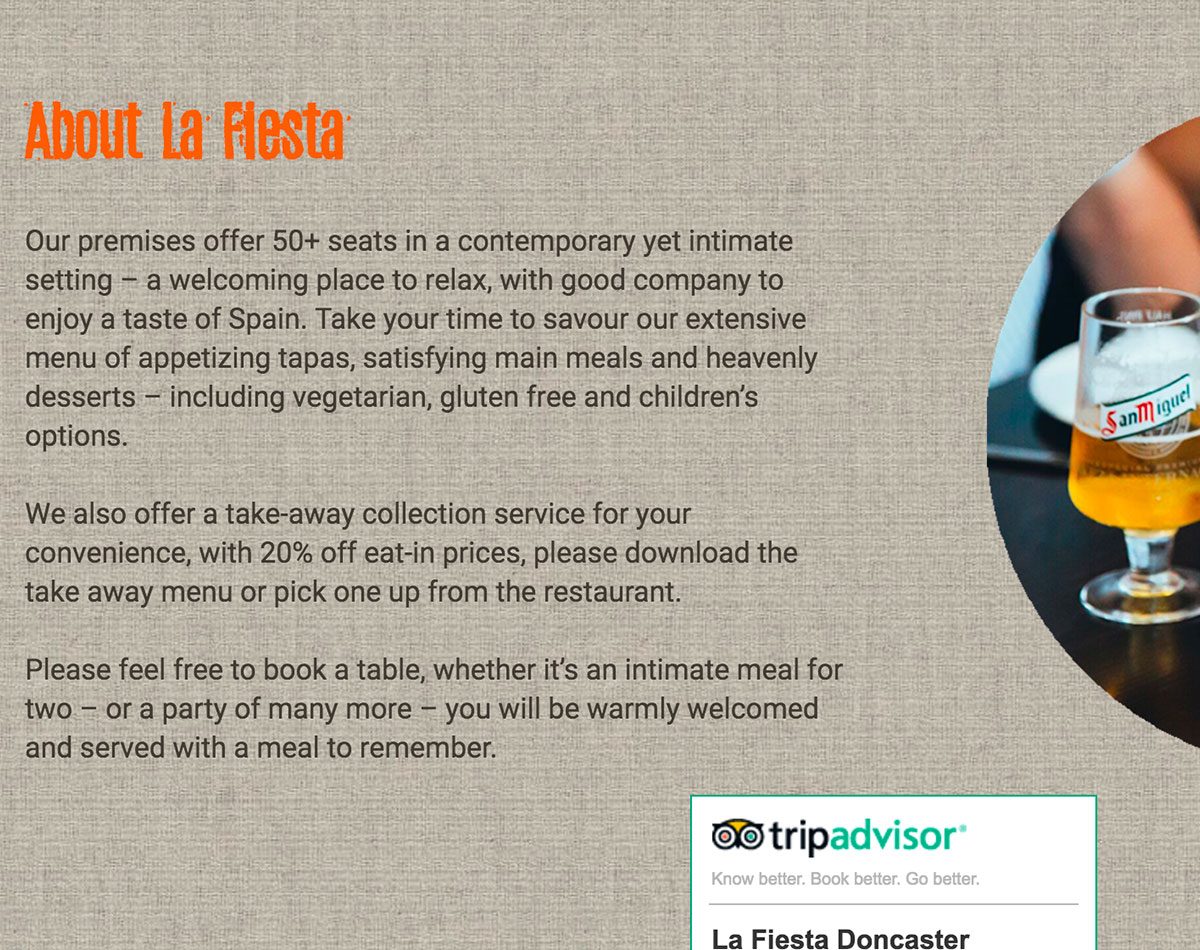 About La Fiesta
Our premises offer 50+ seats in a contemporary yet intimate
setting – a welcoming place to relax, with good company to
enjoy a taste of Spain. Take your time to savour our extensive
menu of appetizing tapas, satisfying main meals and heavenly
desserts – including vegetarian, gluten free and children’s
options.
We also offer a take-away collection service for your
convenience, with 20% off eat-in prices, please download the
take away menu or pick one up from the restaurant.
Please feel free to book a table, whether it’s an intimate meal for
two – or a party of many more – you will be warmly welcomed
and served with a meal to remember.
San Miguel
tripadvisor®
Know better. Book better. Go better.
La Fiesta Doncaster